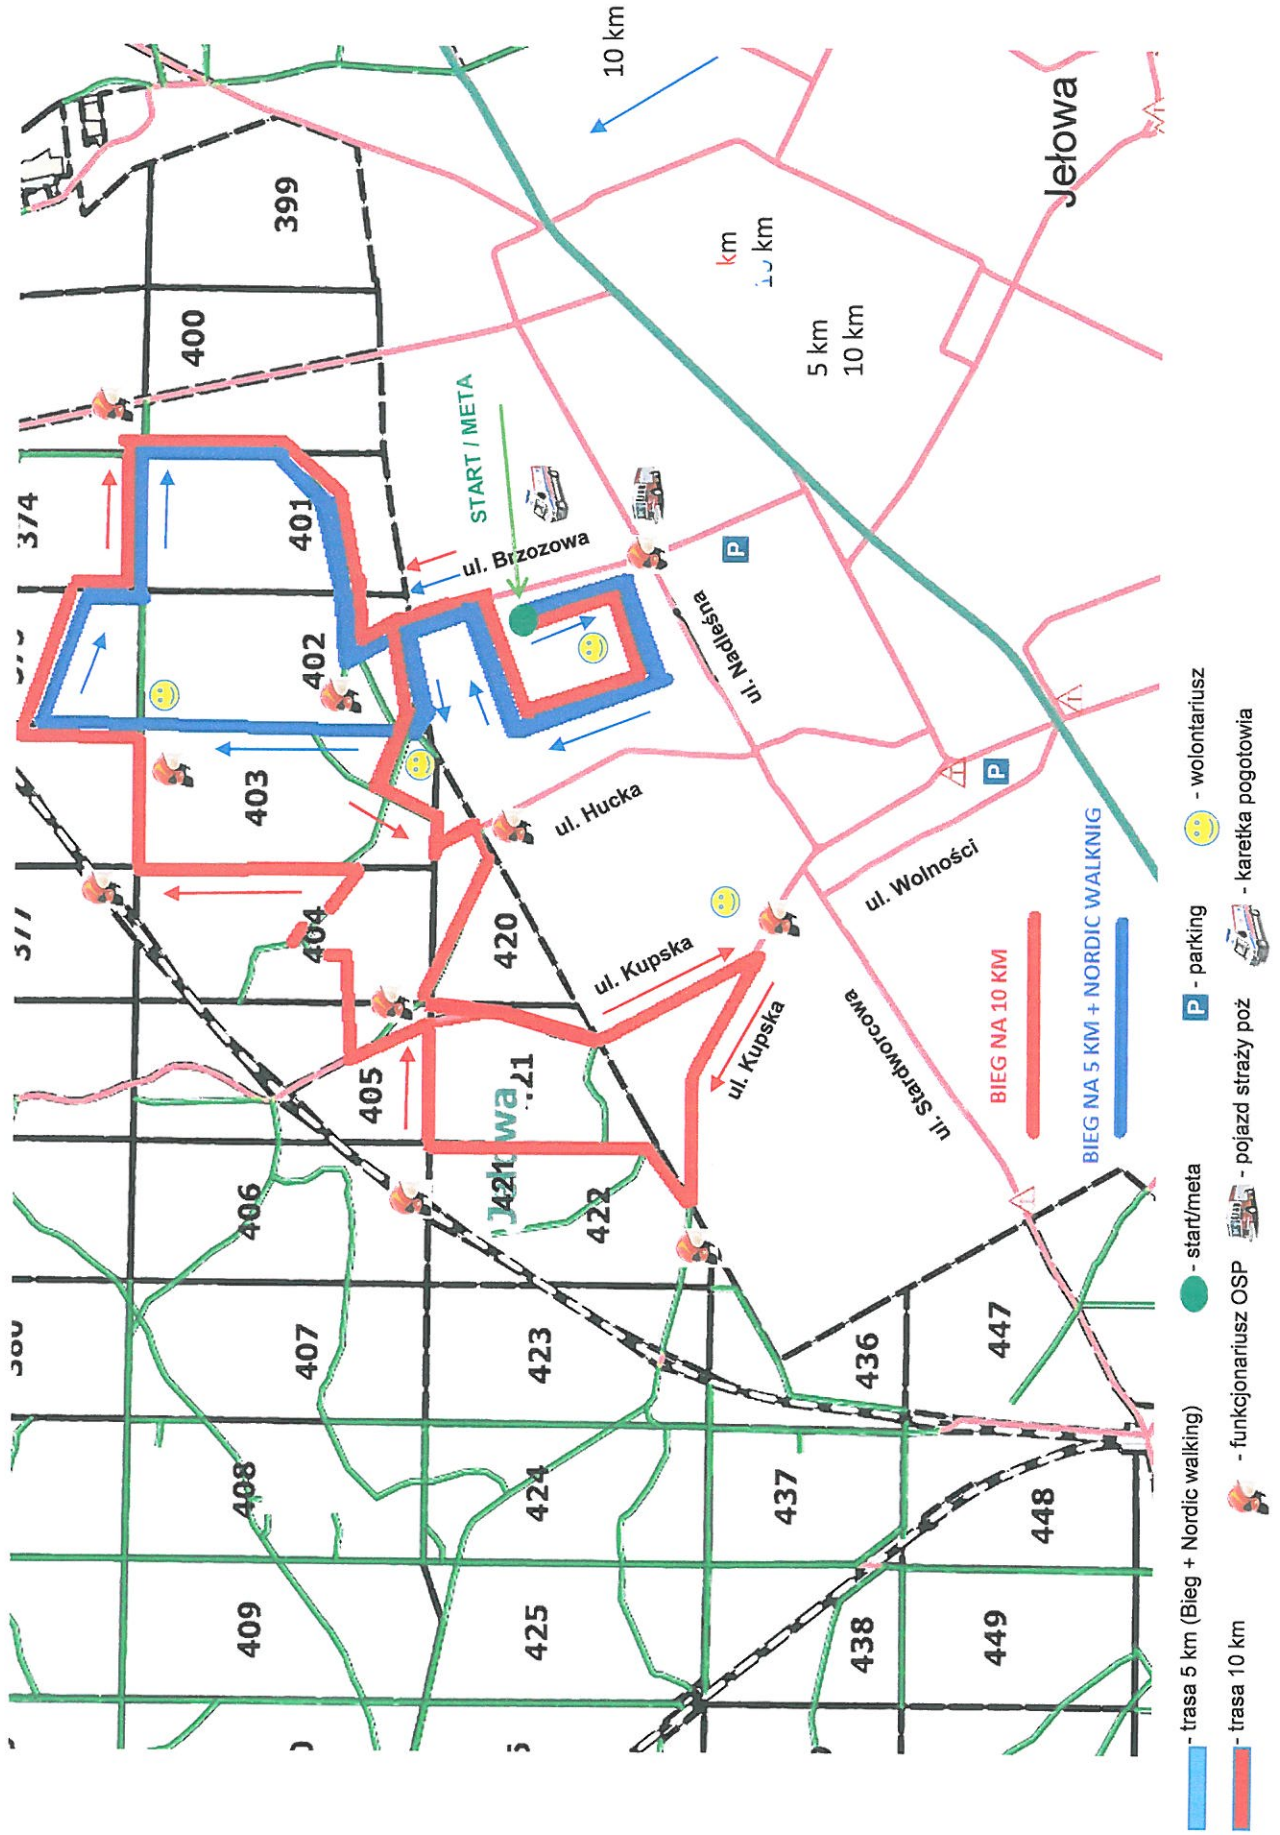 374
377
399
400
401
402
403
404
405
406
407
408
409
420
421
422
423
424
425
436
437
438
447
448
449
Jełowa
START / META
ul. Brzozowa
ul. Nadleśna
ul. Hucka
ul. Kupska
ul. Kupska
ul. Wolności
ul. Stardworcowa
P
P
10 km
km
km
5 km
10 km
BIEG NA 10 KM
BIEG NA 5 KM + NORDIC WALKNIG
- trasa 5 km (Bieg + Nordic walking)
- start/meta
P - parking
- wolontariusz
- trasa 10 km
- funkcjonariusz OSP
- pojazd straży poż
- karetka pogotowia